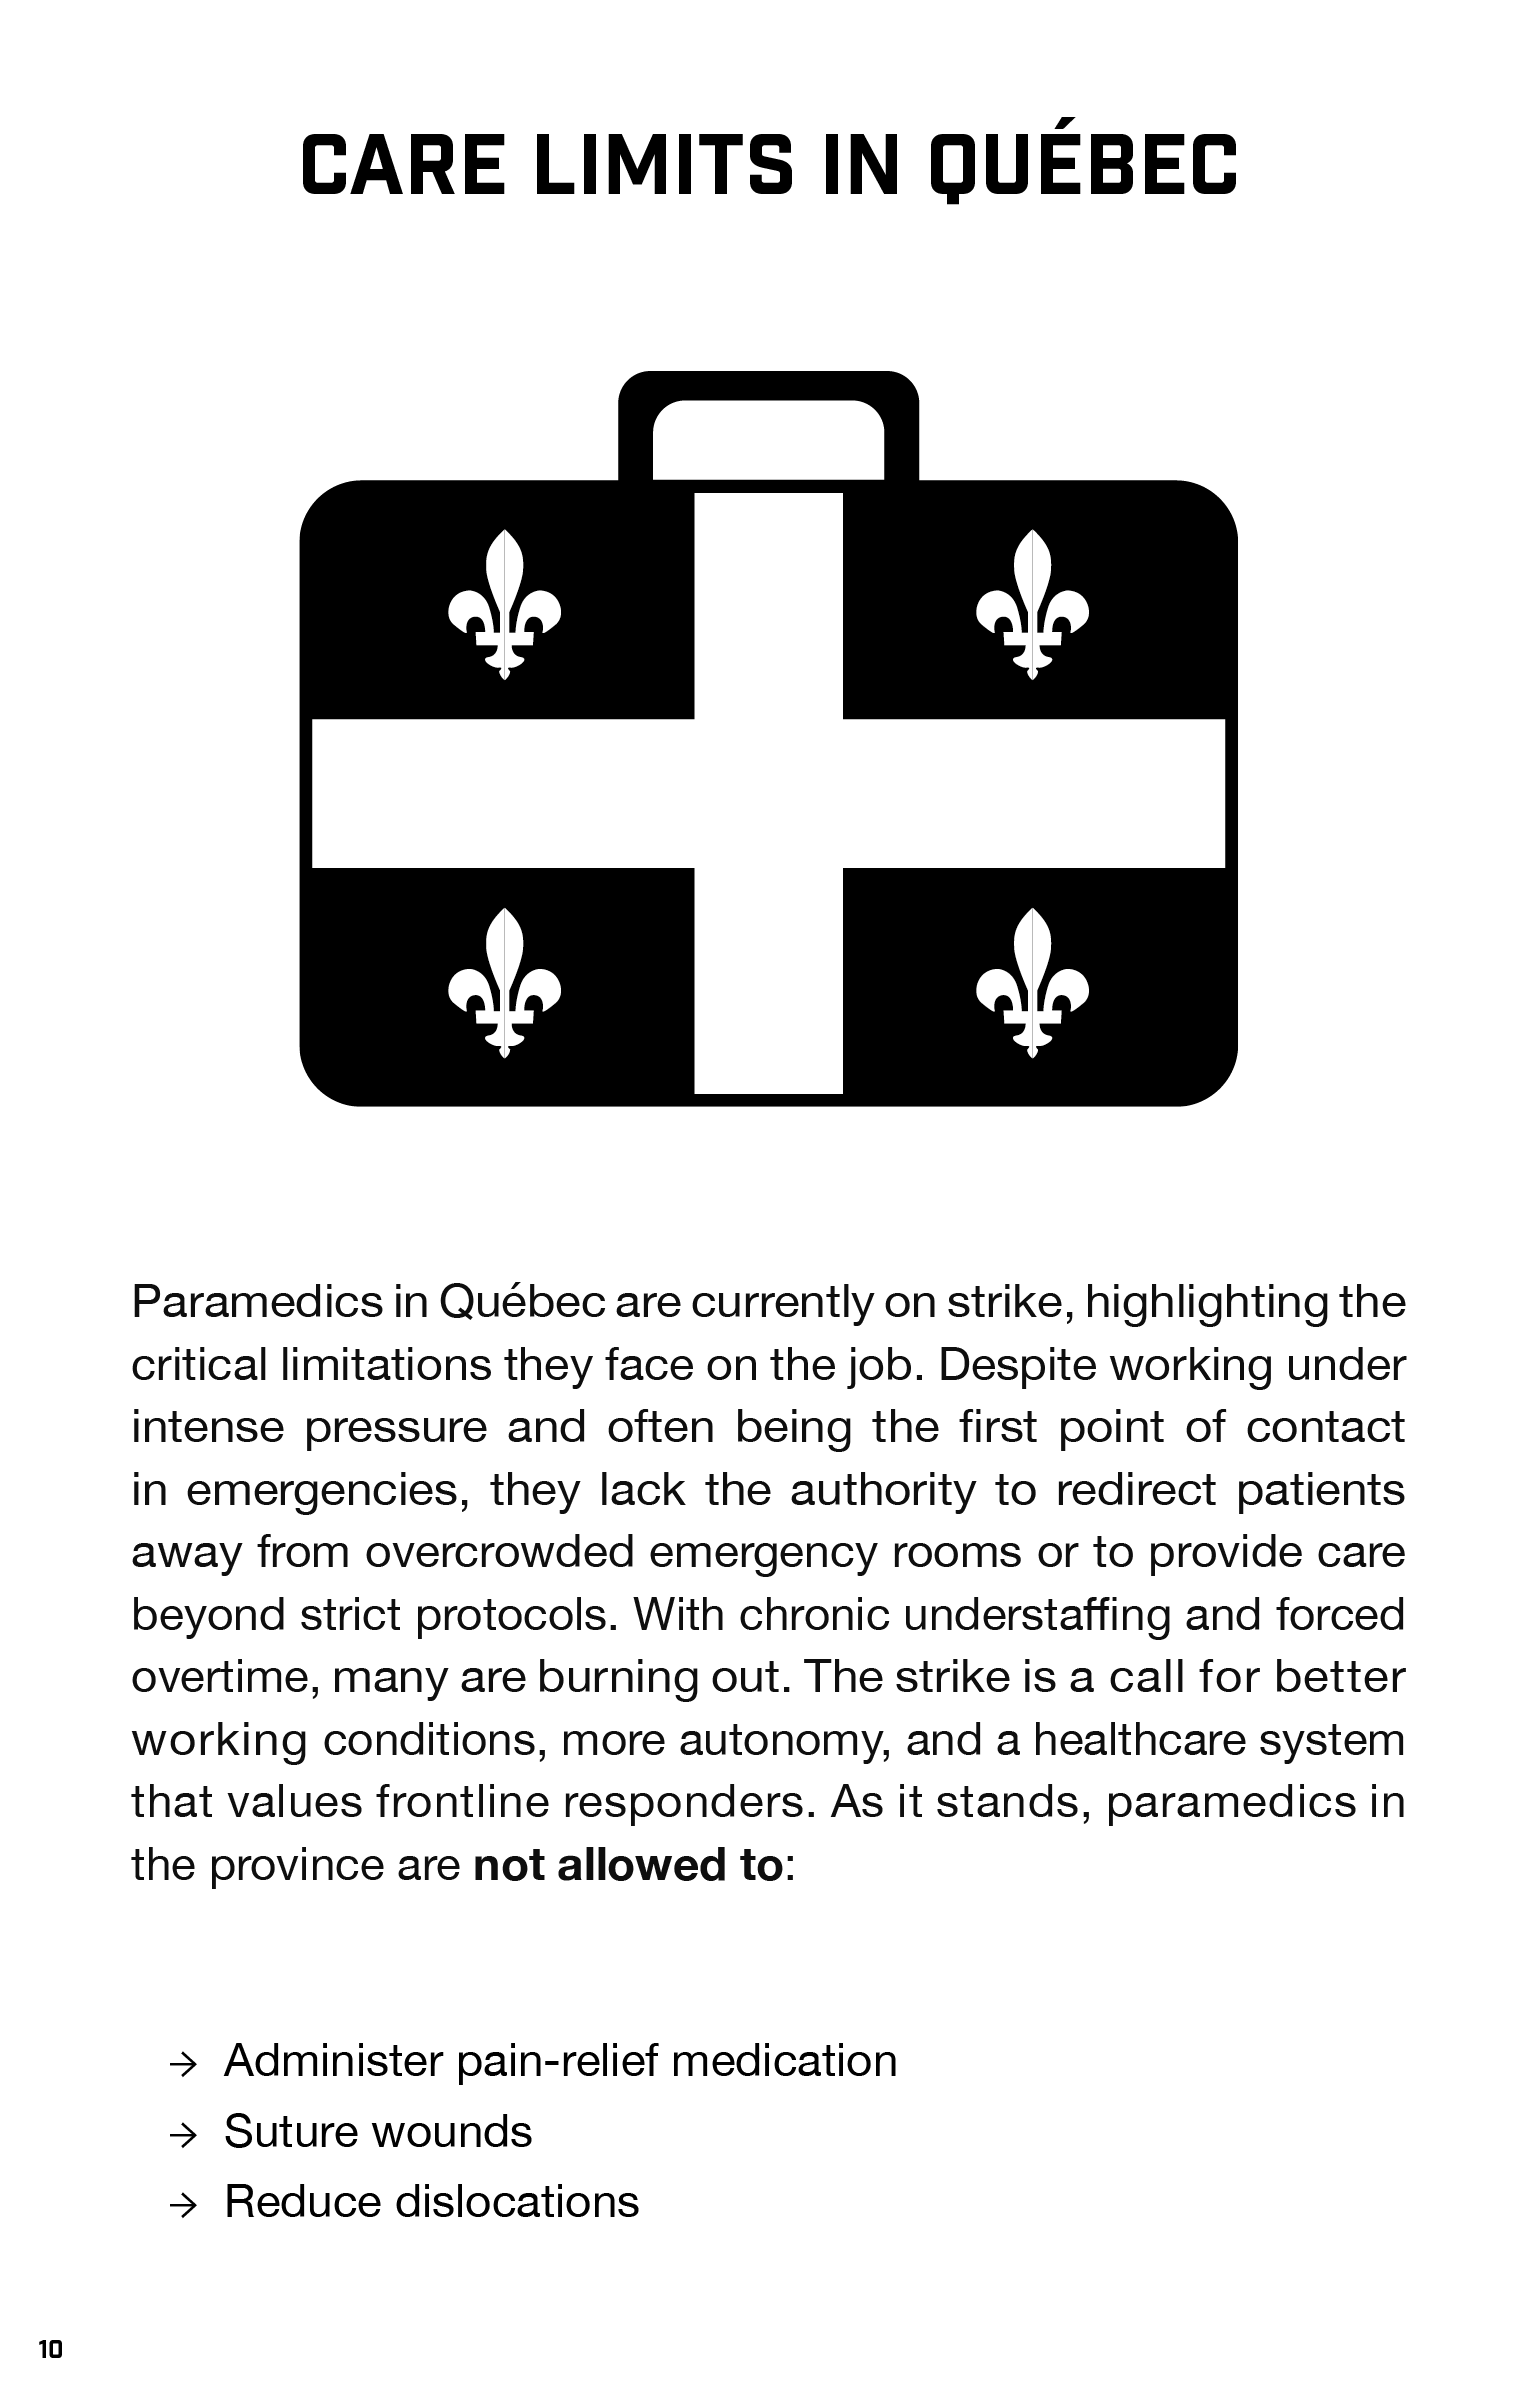 CARE LIMITS IN QUÉBEC
Paramedics in Québec are currently on strike, highlighting the
critical limitations they face on the job. Despite working under
intense pressure and often being the first point of contact
in emergencies, they lack the authority to redirect patients
away from overcrowded emergency rooms or to provide care
beyond strict protocols. With chronic understaffing and forced
overtime, many are burning out. The strike is a call for better
working conditions, more autonomy, and a healthcare system
that values frontline responders. As it stands, paramedics in
the province are not allowed to:
→ Administer pain-relief medication
→ Suture wounds
→ Reduce dislocations
10